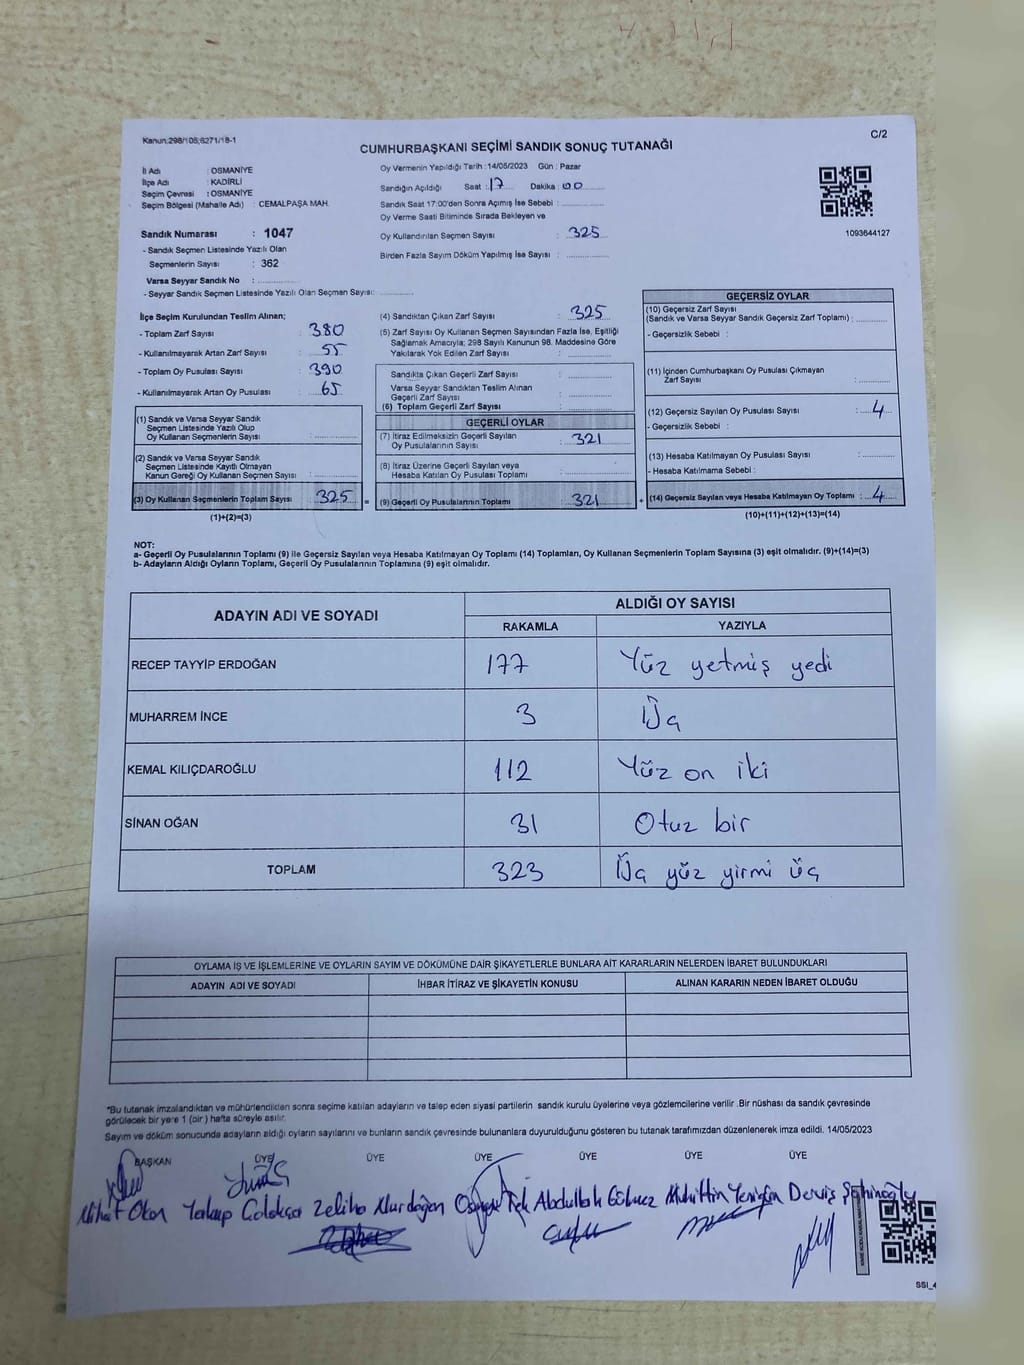 Kanun:298/105;6271/18-1
C/2
CUMHURBAŞKANI SEÇİMİ SANDIK SONUÇ TUTANAĞI
İl Adı : OSMANİYE
İlçe Adı : KADİRLİ
Seçim Çevresi : OSMANİYE
Seçim Bölgesi (Mahalle Adı) : CEMALPAŞA MAH.
Sandık Numarası : 1047
- Sandık Seçmen Listesinde Yazılı Olan
Seçmenlerin Sayısı : 362
Varsa Seyyar Sandık No :
- Seyyar Sandık Seçmen Listesinde Yazılı Olan Seçmen Sayısı:
Oy Vermenin Yapıldığı Tarih :14/05/2023 Gün : Pazar
Sandığın Açıldığı Saat : 17 Dakika : 00
Sandık Saat 17:00'den Sonra Açımış İse Sebebi :
Oy Verme Saati Bitiminde Sırada Bekleyen ve
Oy Kullandırılan Seçmen Sayısı : 325
Birden Fazla Sayım Döküm Yapılmış İse Sayısı :
1093644127
İlçe Seçim Kurulundan Teslim Alınan;
- Toplam Zarf Sayısı : 380
- Kullanılmayarak Artan Zarf Sayısı : 55
- Toplam Oy Pusulası Sayısı : 390
- Kullanılmayarak Artan Oy Pusulası : 65
(1) Sandık ve Varsa Seyyar Sandık
Seçmen Listesinde Yazılı Olup
Oy Kullanan Seçmenlerin Sayısı :
(2) Sandık ve Varsa Seyyar Sandık
Seçmen Listesinde Kayıtlı Olmayan
Kanun Gereği Oy Kullanan Seçmen Sayısı :
(3) Oy Kullanan Seçmenlerin Toplam Sayısı : 325 =
(1)+(2)=(3)
(4) Sandıktan Çıkan Zarf Sayısı : 325
(5) Zarf Sayısı Oy Kullanan Seçmen Sayısından Fazla İse, Eşitliği
Sağlamak Amacıyla; 298 Sayılı Kanunun 98. Maddesine Göre
Yakılarak Yok Edilen Zarf Sayısı :
Sandıkta Çıkan Geçerli Zarf Sayısı :
Varsa Seyyar Sandıktan Teslim Alınan
Geçerli Zarf Sayısı :
(6) Toplam Geçerli Zarf Sayısı :
GEÇERLİ OYLAR
(7) İtiraz Edilmeksizin Geçerli Sayılan
Oy Pusulalarının Sayısı : 321
(8) İtiraz Üzerine Geçerli Sayılan veya
Hesaba Katılan Oy Pusulası Toplamı :
(9) Geçerli Oy Pusulalarının Toplamı : 321 +
GEÇERSİZ OYLAR
(10) Geçersiz Zarf Sayısı
(Sandık ve Varsa Seyyar Sandık Geçersiz Zarf Toplamı) :
- Geçersizlik Sebebi :
(11) İçinden Cumhurbaşkanı Oy Pusulası Çıkmayan
Zarf Sayısı :
(12) Geçersiz Sayılan Oy Pusulası Sayısı : 4
- Geçersizlik Sebebi :
(13) Hesaba Katılmayan Oy Pusulası Sayısı :
- Hesaba Katılmama Sebebi :
(14) Geçersiz Sayılan veya Hesaba Katılmayan Oy Toplamı : 4
(10)+(11)+(12)+(13)=(14)
NOT:
a- Geçerli Oy Pusulalarının Toplamı (9) ile Geçersiz Sayılan veya Hesaba Katılmayan Oy Toplamı (14) Toplamları, Oy Kullanan Seçmenlerin Toplam Sayısına (3) eşit olmalıdır. (9)+(14)=(3)
b- Adayların Aldığı Oyların Toplamı, Geçerli Oy Pusulalarının Toplamına (9) eşit olmalıdır.
ADAYIN ADI VE SOYADI
ALDIĞI OY SAYISI
RAKAMLA YAZIYLA
RECEP TAYYİP ERDOĞAN 177 Yüz yetmiş yedi
MUHARREM İNCE 3 Üç
KEMAL KILIÇDAROĞLU 112 Yüz on iki
SİNAN OĞAN 31 Otuz bir
TOPLAM 323 Üç yüz yirmi üç
OYLAMA İŞ VE İŞLEMLERİNE VE OYLARIN SAYIM VE DÖKÜMÜNE DAİR ŞİKAYETLERLE BUNLARA AİT KARARLARIN NELERDEN İBARET BULUNDUKLARI
ADAYIN ADI VE SOYADI İHBAR İTİRAZ VE ŞİKAYETİN KONUSU ALINAN KARARIN NEDEN İBARET OLDUĞU
*Bu tutanak imzalandıktan ve mühürlendikten sonra seçime katılan adayların ve talep eden siyasi partilerin sandık kurulu üyelerine veya gözlemcilerine verilir. Bir nüshası da sandık çevresinde
görülecek bir yere 1 (bir) hafta süreyle asılır.
Sayım ve döküm sonucunda adayların aldığı oyların sayılarını ve bunların sandık çevresinde bulunanlara duyurulduğunu gösteren bu tutanak tarafımızdan düzenlenerek imza edildi. 14/05/2023
BAŞKAN ÜYE ÜYE ÜYE ÜYE ÜYE ÜYE
Nihat Okan Yakup Zeliha Nurdoğan Abdullah Muhittin Yenigün Derviş Şahinoğlu